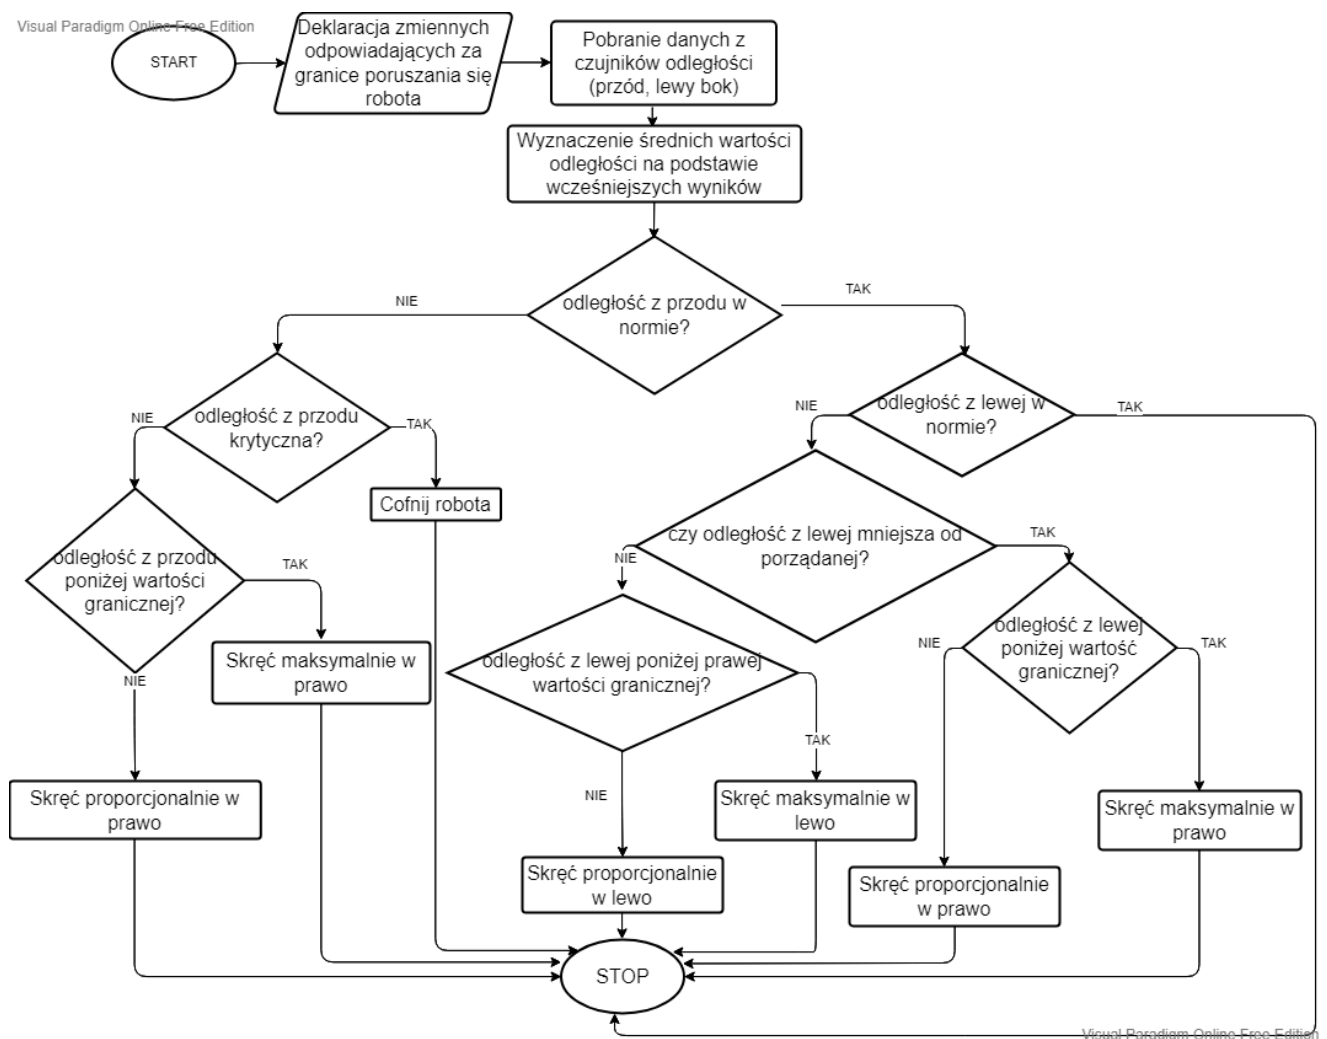 Visual Paradigm Online Free Edition
START
Deklaracja zmiennych
odpowiadających za
granice poruszania się
robota
Pobranie danych z
czujników odległości
(przód, lewy bok)
Wyznaczenie średnich wartości
odległości na podstawie
wcześniejszych wyników
odległość z przodu w
normie?
NIE
TAK
odległość z przodu
krytyczna?
NIE
TAK
odległość z lewej w
normie?
NIE
TAK
Cofnij robota
czy odległość z lewej mniejsza od
porządanej?
NIE
TAK
odległość z przodu
poniżej wartości
granicznej?
TAK
NIE
Skręć maksymalnie w
prawo
odległość z lewej poniżej prawej
wartości granicznej?
TAK
NIE
odległość z lewej
poniżej wartość
granicznej?
NIE
TAK
Skręć proporcjonalnie w
prawo
Skręć maksymalnie w
lewo
Skręć maksymalnie w
prawo
Skręć proporcjonalnie
w lewo
Skręć proporcjonalnie
w prawo
STOP
Visual Paradigm Online Free Edition